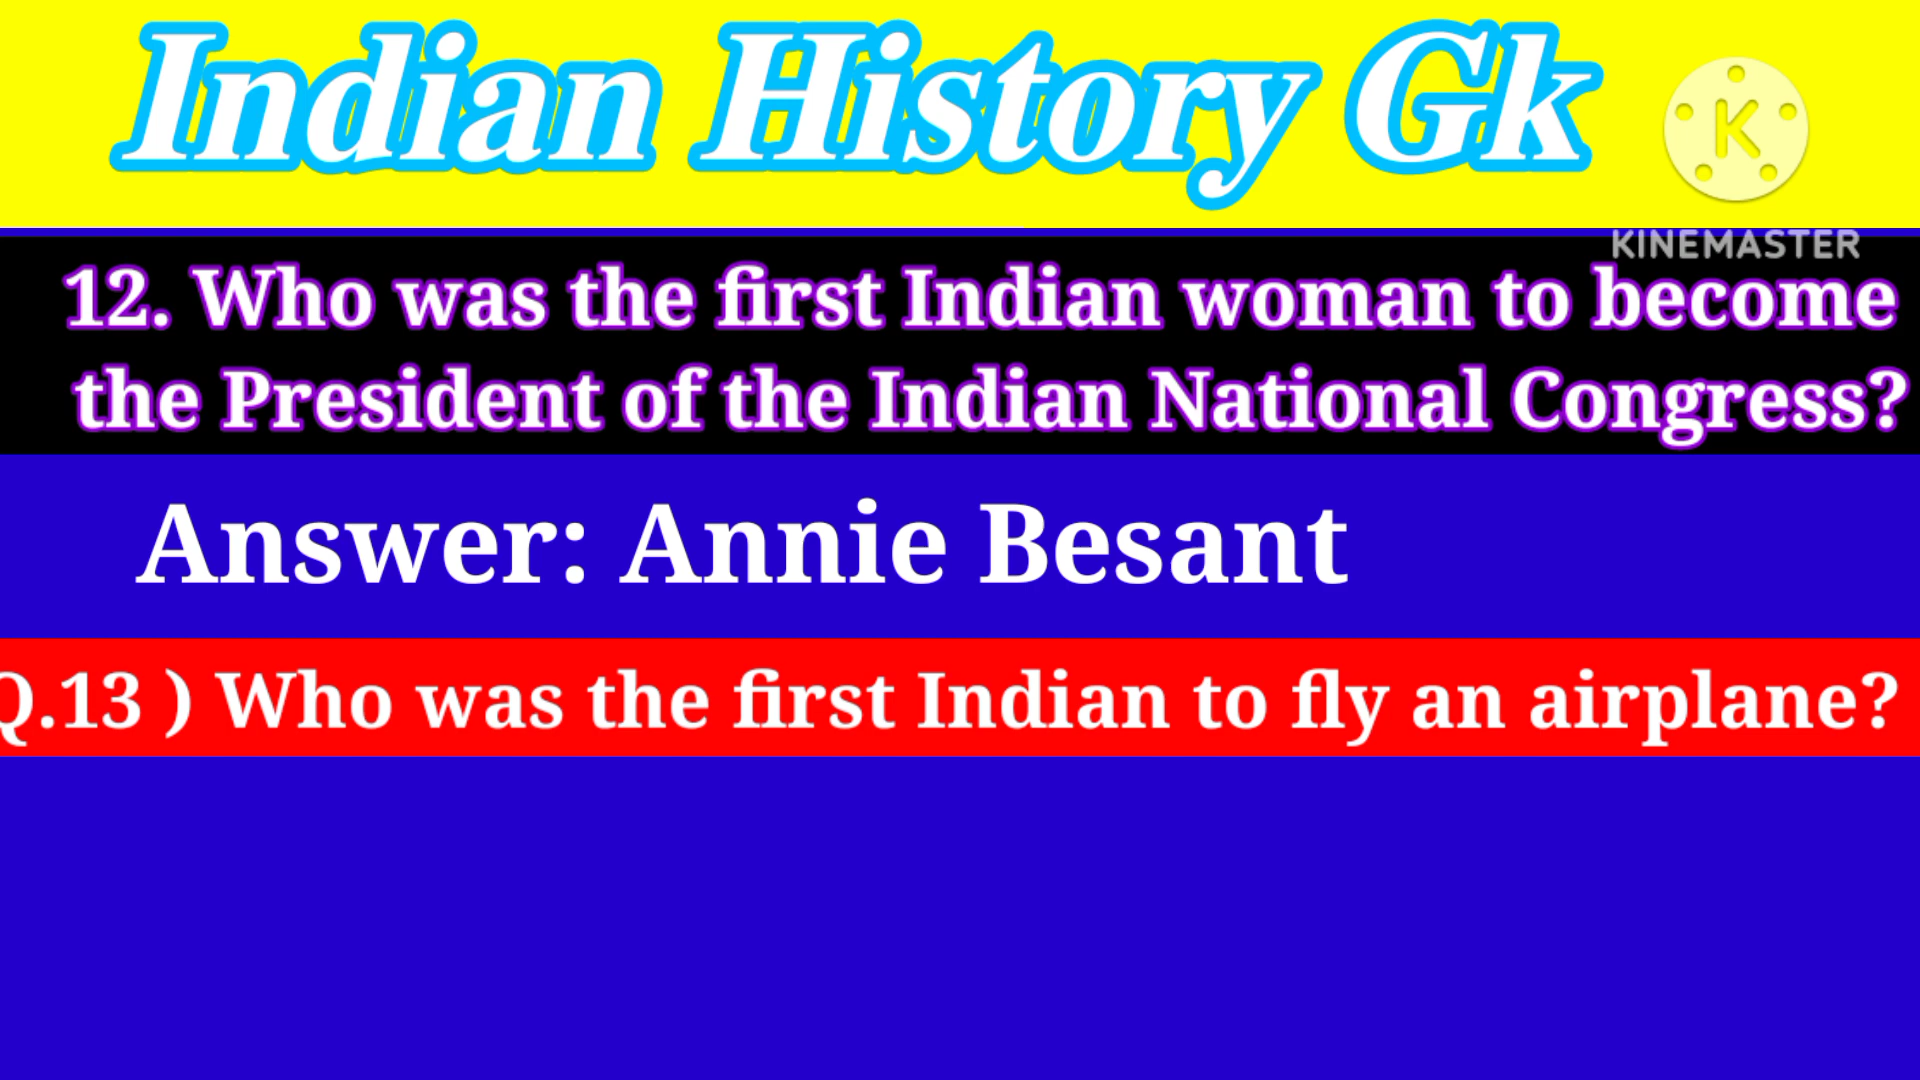 Indian History Gk
K
KINEMASTER
12. Who was the first Indian woman to become
the President of the Indian National Congress?
Answer: Annie Besant
Q.13 ) Who was the first Indian to fly an airplane?